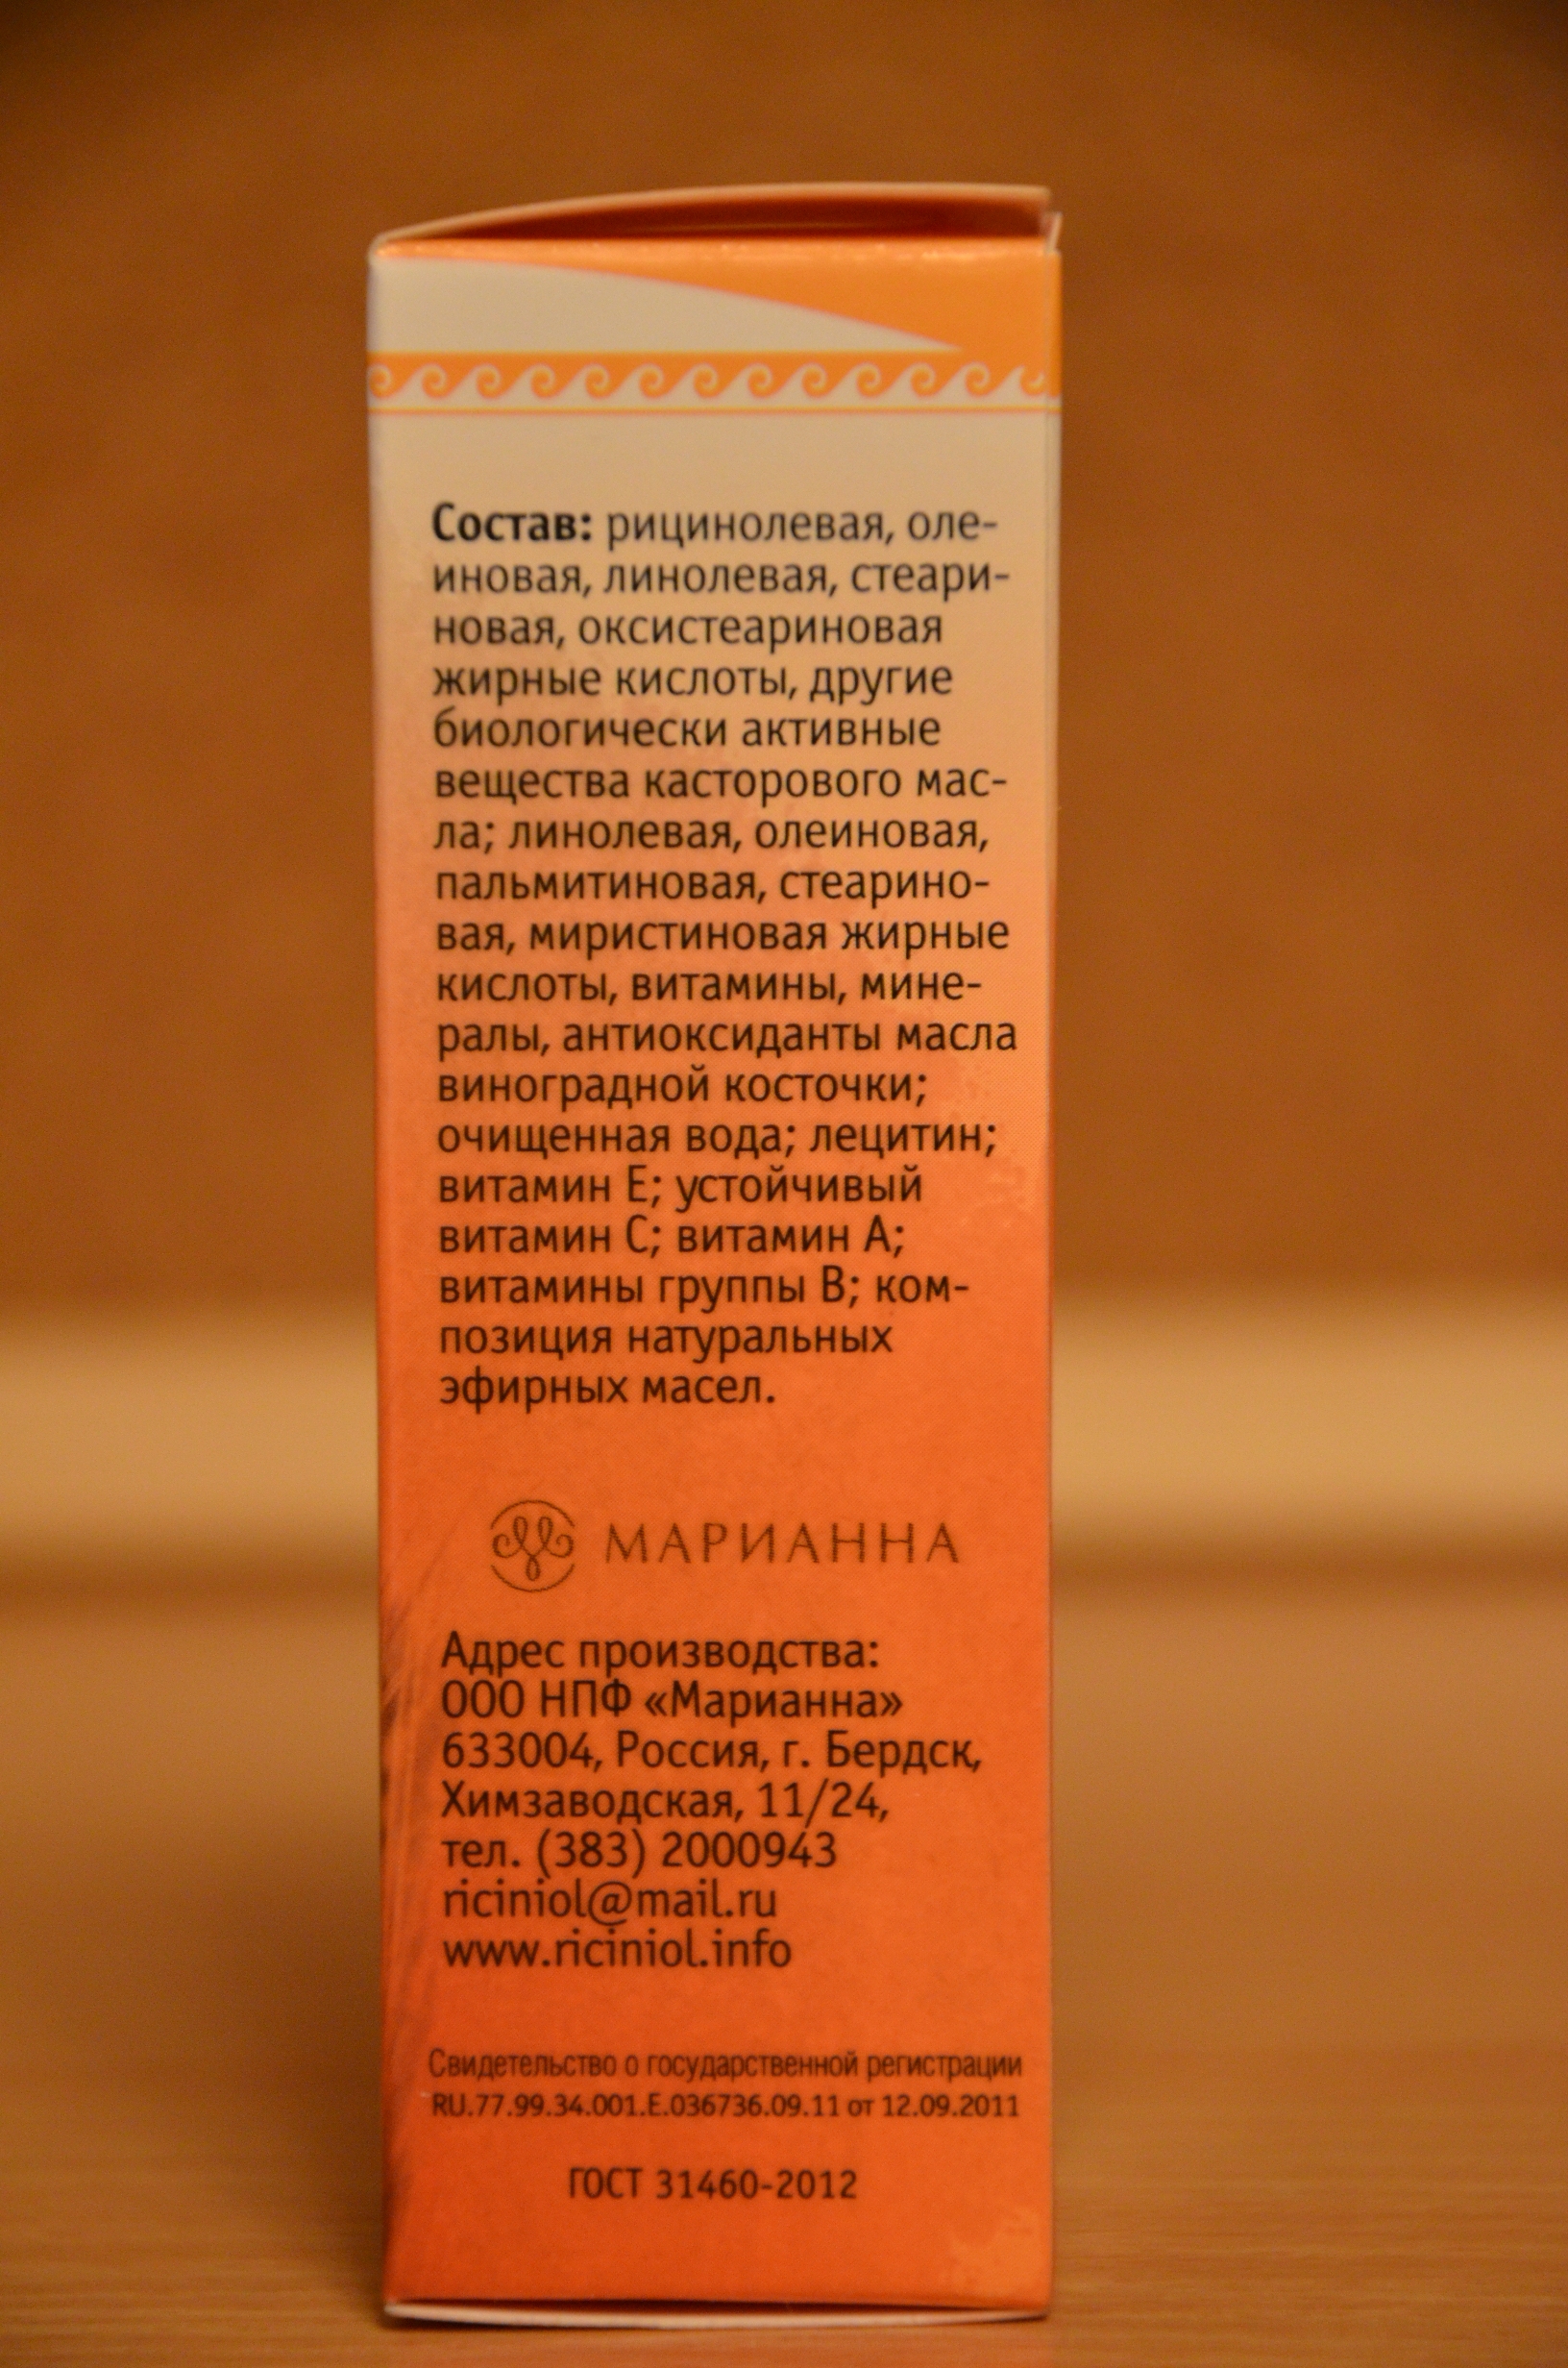 Состав: рицинолевая, оле-
иновая, линолевая, стеари-
новая, оксистеариновая
жирные кислоты, другие
биологически активные
вещества касторового мас-
ла; линолевая, олеиновая,
пальмитиновая, стеарино-
вая, миристиновая жирные
кислоты, витамины, мине-
ралы, антиоксиданты масла
виноградной косточки;
очищенная вода; лецитин;
витамин Е; устойчивый
витамин С; витамин А;
витамины группы В; ком-
позиция натуральных
эфирных масел.
МАРИАННА
Адрес производства:
ООО НПФ «Марианна»
633004, Россия, г. Бердск,
Химзаводская, 11/24,
тел. (383) 2000943
riciniol@mail.ru
www.riciniol.info
Свидетельство о государственной регистрации
RU.77.99.34.001.Е.036736.09.11 от 12.09.2011
ГОСТ 31460-2012